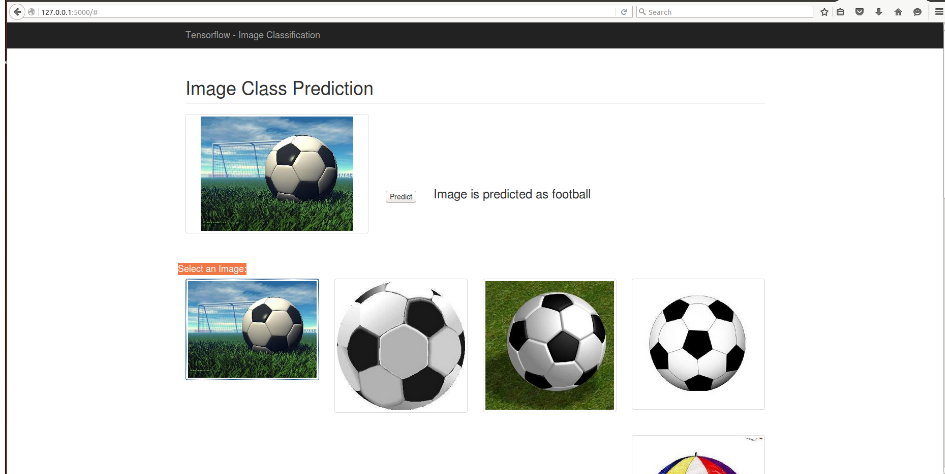 127.0.0.1:5000/#
Search
Tensorflow - Image Classification
Image Class Prediction
Predict
Image is predicted as football
Select an Image: